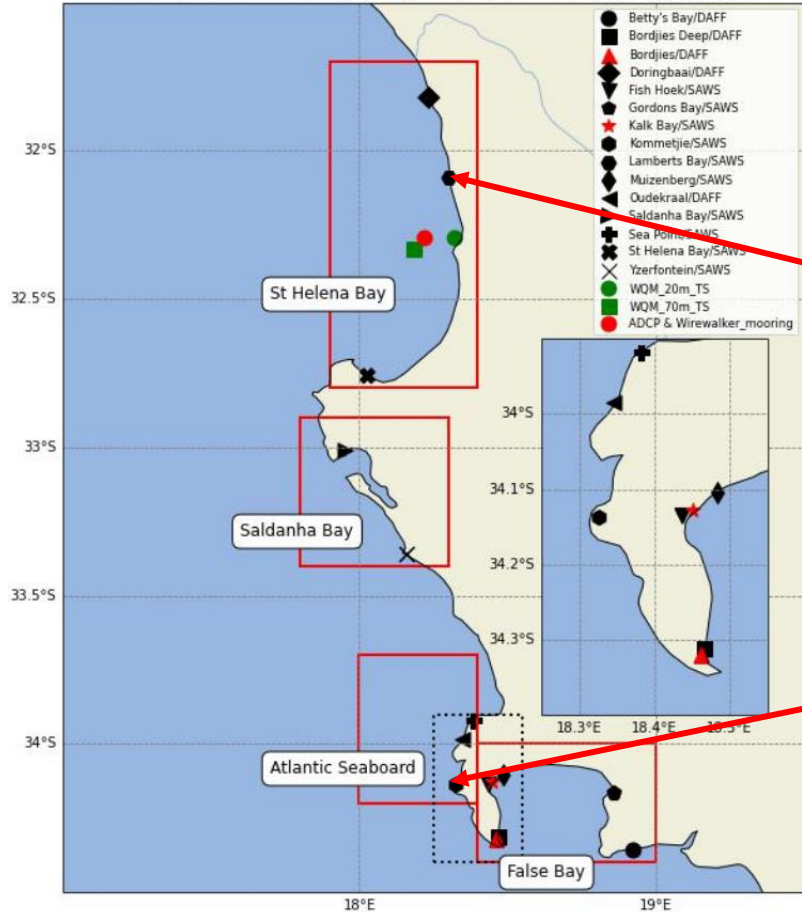 Betty's Bay/DAFF
Bordjies Deep/DAFF
Bordjies/DAFF
Doringbaai/DAFF
Fish Hoek/SAWS
Gordons Bay/SAWS
Kalk Bay/SAWS
Kommetjie/SAWS
Lamberts Bay/SAWS
Muizenberg/SAWS
Oudekraal/DAFF
Saldanha Bay/SAWS
Sea Point/SAWS
St Helena Bay/SAWS
Yzerfontein/SAWS
WQM_20m_TS
WQM_70m_TS
ADCP & Wirewalker_mooring
32°S
32.5°S
33°S
33.5°S
34°S
St Helena Bay
Saldanha Bay
Atlantic Seaboard
False Bay
34°S
34.1°S
34.2°S
34.3°S
18.3°E 18.4°E 18.5°E
18°E 19°E